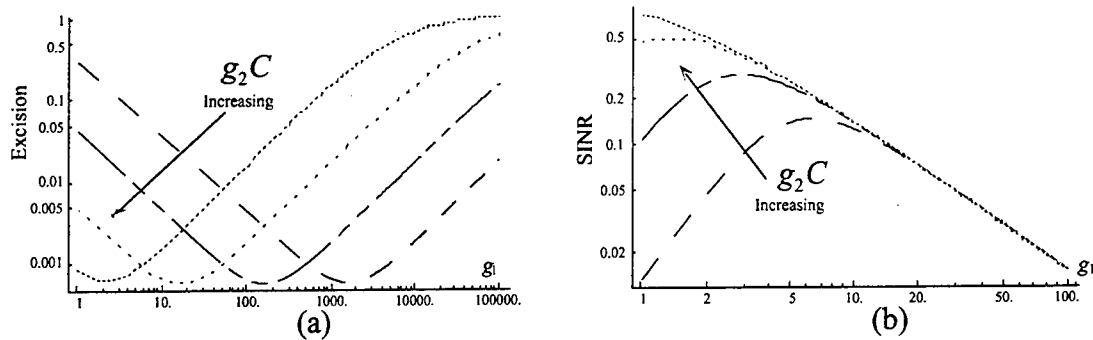 1
0.5
0.1
0.05
0.01
0.005
0.001
Excision
g₂C
Increasing
g₁
1 10. 100. 1000. 10000. 100000.
(a)
0.5
0.2
0.1
0.05
0.02
SINR
g₂C
Increasing
g₁
1 2 5 10. 20. 50. 100.
(b)